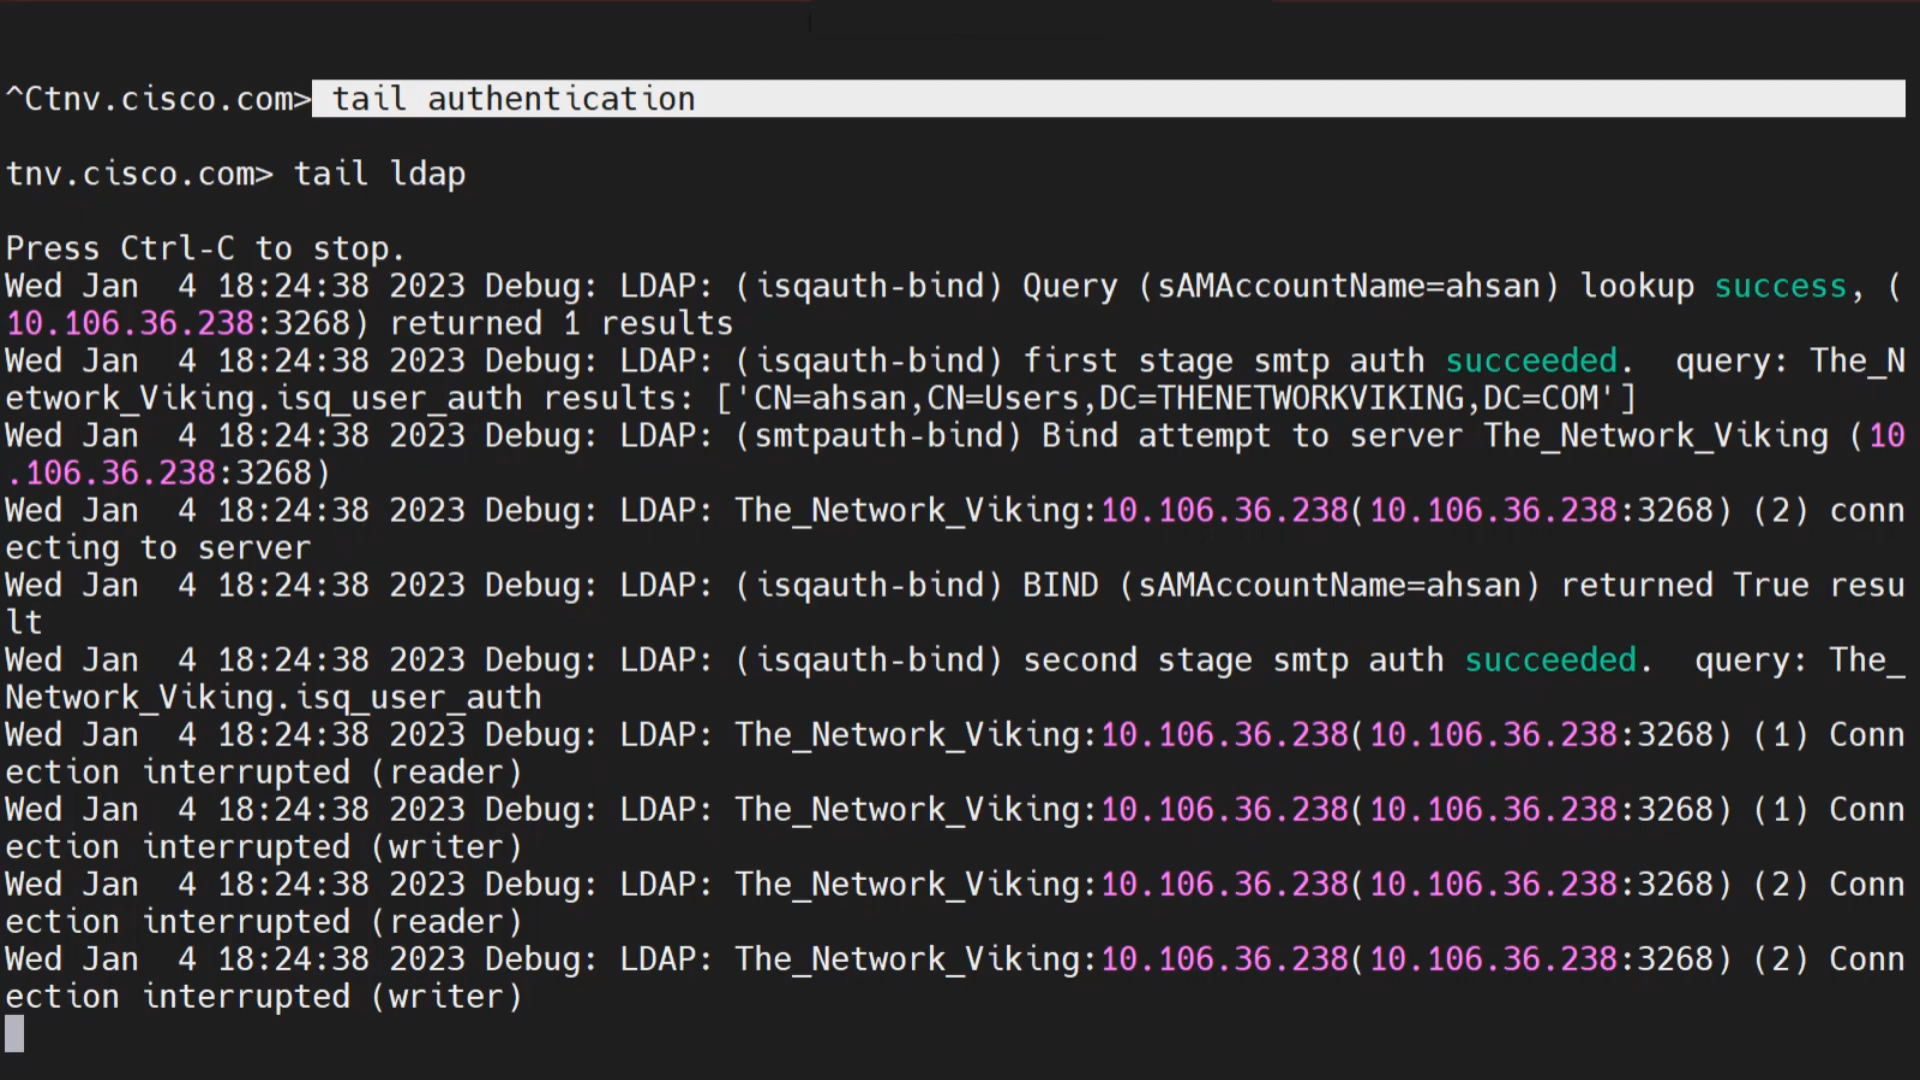 ^Ctnv.cisco.com> tail authentication
tnv.cisco.com> tail ldap
Press Ctrl-C to stop.
Wed Jan  4 18:24:38 2023 Debug: LDAP: (isqauth-bind) Query (sAMAccountName=ahsan) lookup success, (
10.106.36.238:3268) returned 1 results
Wed Jan  4 18:24:38 2023 Debug: LDAP: (isqauth-bind) first stage smtp auth succeeded.  query: The_N
etwork_Viking.isq_user_auth results: ['CN=ahsan,CN=Users,DC=THENETWORKVIKING,DC=COM']
Wed Jan  4 18:24:38 2023 Debug: LDAP: (smtpauth-bind) Bind attempt to server The_Network_Viking (10
.106.36.238:3268)
Wed Jan  4 18:24:38 2023 Debug: LDAP: The_Network_Viking:10.106.36.238(10.106.36.238:3268) (2) conn
ecting to server
Wed Jan  4 18:24:38 2023 Debug: LDAP: (isqauth-bind) BIND (sAMAccountName=ahsan) returned True resu
lt
Wed Jan  4 18:24:38 2023 Debug: LDAP: (isqauth-bind) second stage smtp auth succeeded.  query: The_
Network_Viking.isq_user_auth
Wed Jan  4 18:24:38 2023 Debug: LDAP: The_Network_Viking:10.106.36.238(10.106.36.238:3268) (1) Conn
ection interrupted (reader)
Wed Jan  4 18:24:38 2023 Debug: LDAP: The_Network_Viking:10.106.36.238(10.106.36.238:3268) (1) Conn
ection interrupted (writer)
Wed Jan  4 18:24:38 2023 Debug: LDAP: The_Network_Viking:10.106.36.238(10.106.36.238:3268) (2) Conn
ection interrupted (reader)
Wed Jan  4 18:24:38 2023 Debug: LDAP: The_Network_Viking:10.106.36.238(10.106.36.238:3268) (2) Conn
ection interrupted (writer)